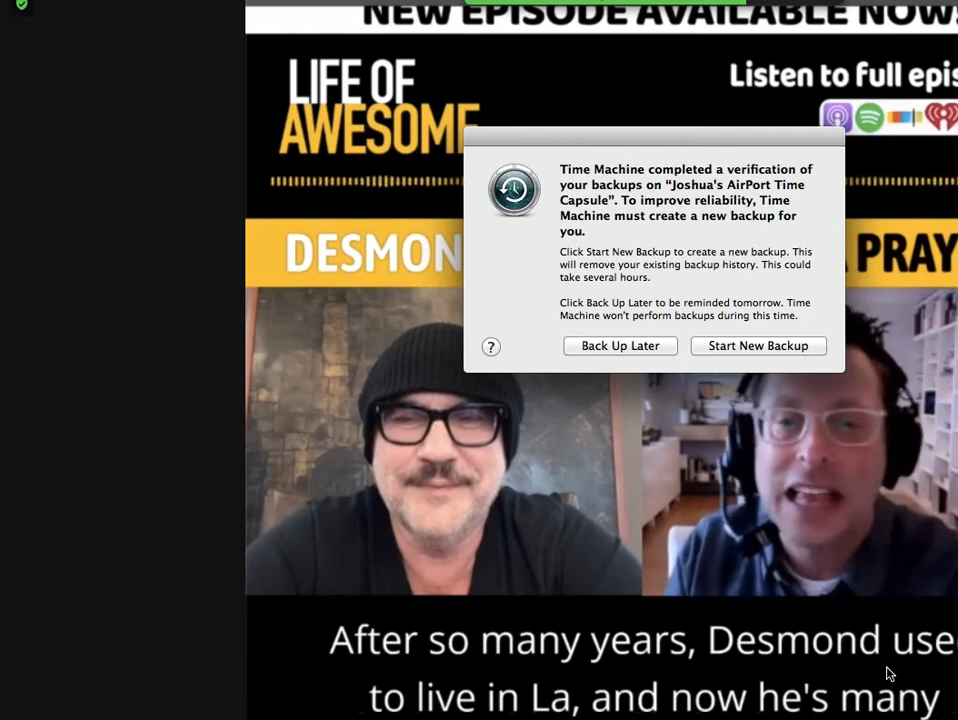 NEW EPISODE AVAILABLE NOW!
LIFE OF
AWESOME
Listen to full epis
Time Machine completed a verification of
your backups on “Joshua's AirPort Time
Capsule”. To improve reliability, Time
Machine must create a new backup for
you.
Click Start New Backup to create a new backup. This
will remove your existing backup history. This could
take several hours.
Click Back Up Later to be reminded tomorrow. Time
Machine won't perform backups during this time.
?
Back Up Later
Start New Backup
DESMON
PRAY
After so many years, Desmond use
to live in La, and now he's many